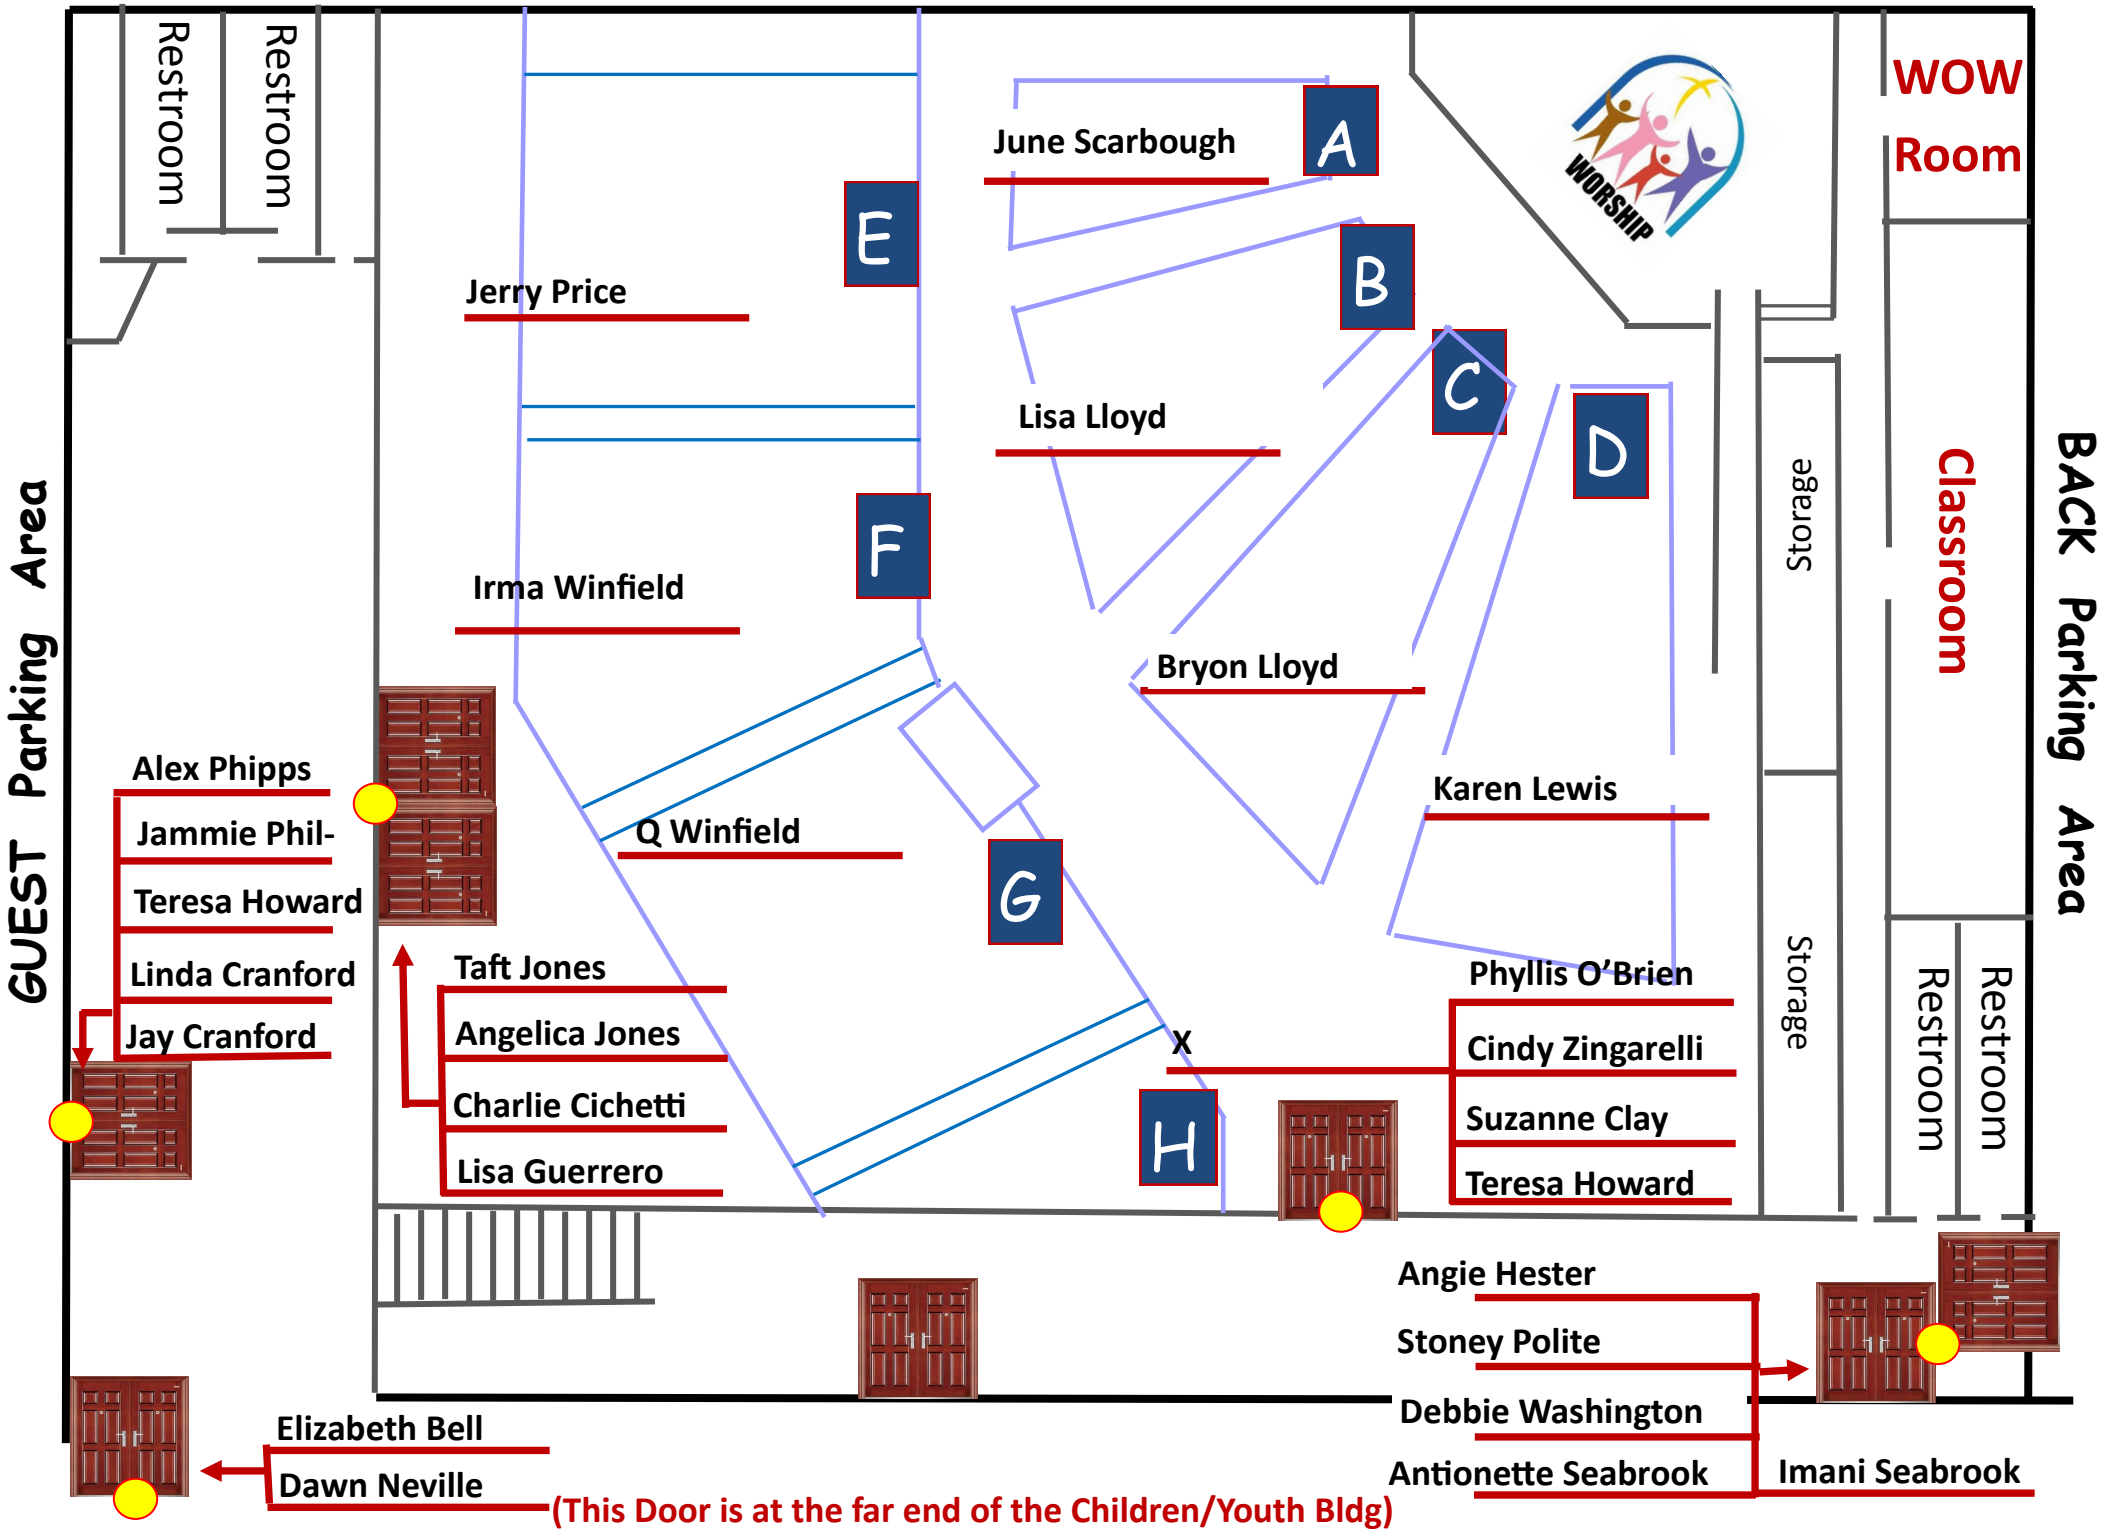 Restroom
Restroom
WORSHIP
WOW
Room
June Scarbough
A
E
B
Jerry Price
C
Lisa Lloyd
D
Storage
Classroom
GUEST Parking Area
BACK Parking Area
F
Irma Winfield
Bryon Lloyd
Alex Phipps
Jammie Phil-
Teresa Howard
Linda Cranford
Jay Cranford
Karen Lewis
Q Winfield
G
Taft Jones
Angelica Jones
Charlie Cichetti
Lisa Guerrero
X
H
Phyllis O’Brien
Cindy Zingarelli
Suzanne Clay
Teresa Howard
Storage
Restroom
Restroom
Angie Hester
Stoney Polite
Debbie Washington
Antionette Seabrook
Imani Seabrook
Elizabeth Bell
Dawn Neville
(This Door is at the far end of the Children/Youth Bldg)